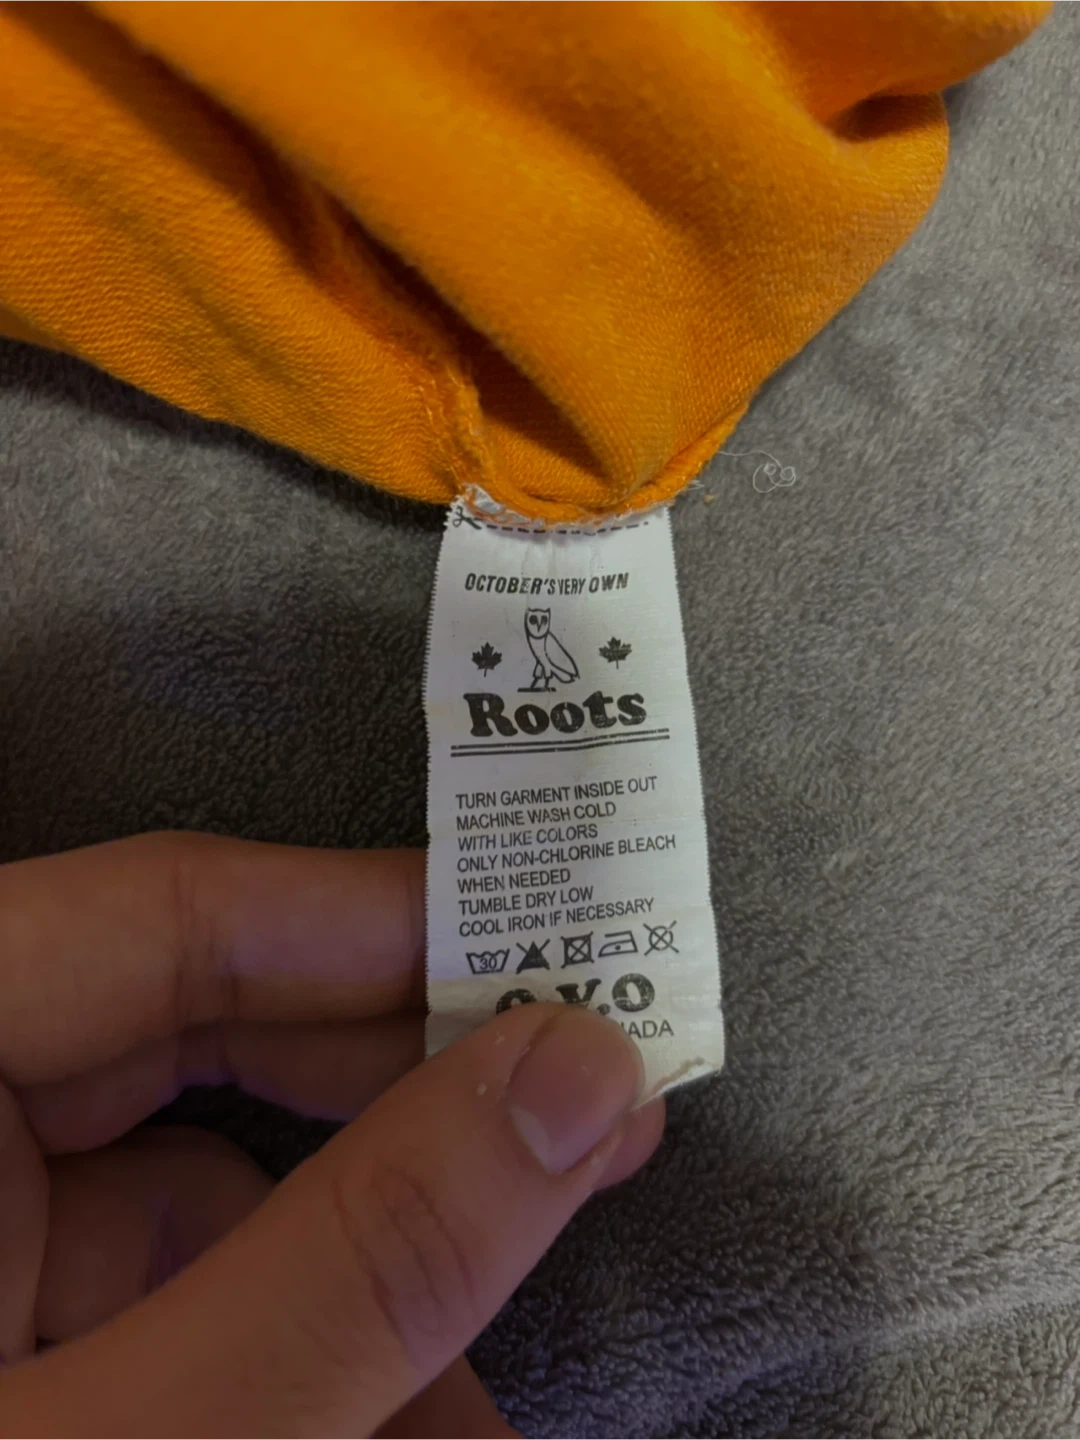 OCTOBER'S VERY OWN
Roots
TURN GARMENT INSIDE OUT
MACHINE WASH COLD
WITH LIKE COLORS
ONLY NON-CHLORINE BLEACH
WHEN NEEDED
TUMBLE DRY LOW
COOL IRON IF NECESSARY
30